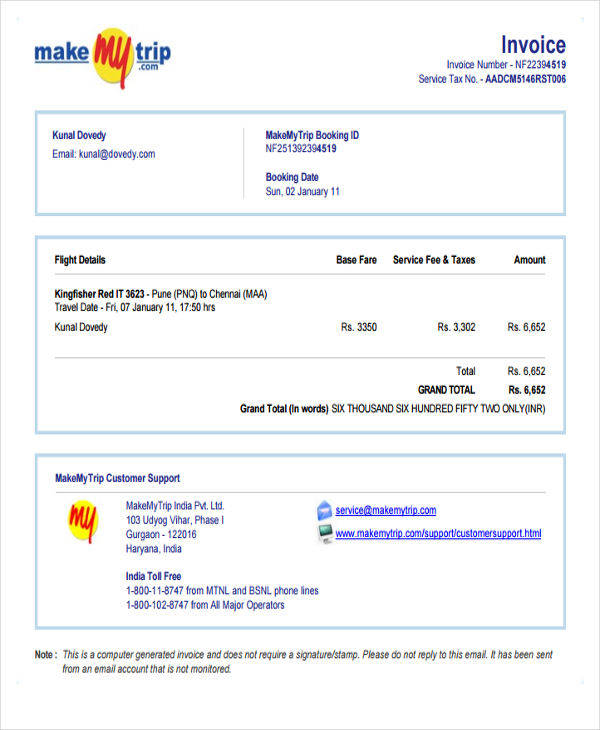 make my trip
.com
Invoice
Invoice Number - NF22394519
Service Tax No. - AADCM5146RST006
Kunal Dovedy
Email: kunal@dovedy.com
MakeMyTrip Booking ID
NF251392394519
Booking Date
Sun, 02 January 11
Flight Details Base Fare Service Fee & Taxes Amount
Kingfisher Red IT 3623 - Pune (PNQ) to Chennai (MAA)
Travel Date - Fri, 07 January 11, 17:50 hrs
Kunal Dovedy Rs. 3350 Rs. 3,302 Rs. 6,652
Total Rs. 6,652
GRAND TOTAL Rs. 6,652
Grand Total (In words) SIX THOUSAND SIX HUNDRED FIFTY TWO ONLY(INR)
MakeMyTrip Customer Support
my
MakeMyTrip India Pvt. Ltd.
103 Udyog Vihar, Phase I
Gurgaon - 122016
Haryana, India
service@makemytrip.com
www.makemytrip.com/support/customersupport.html
India Toll Free
1-800-11-8747 from MTNL and BSNL phone lines
1-800-102-8747 from All Major Operators
Note : This is a computer generated invoice and does not require a signature/stamp. Please do not reply to this email. It has been sent
from an email account that is not monitored.